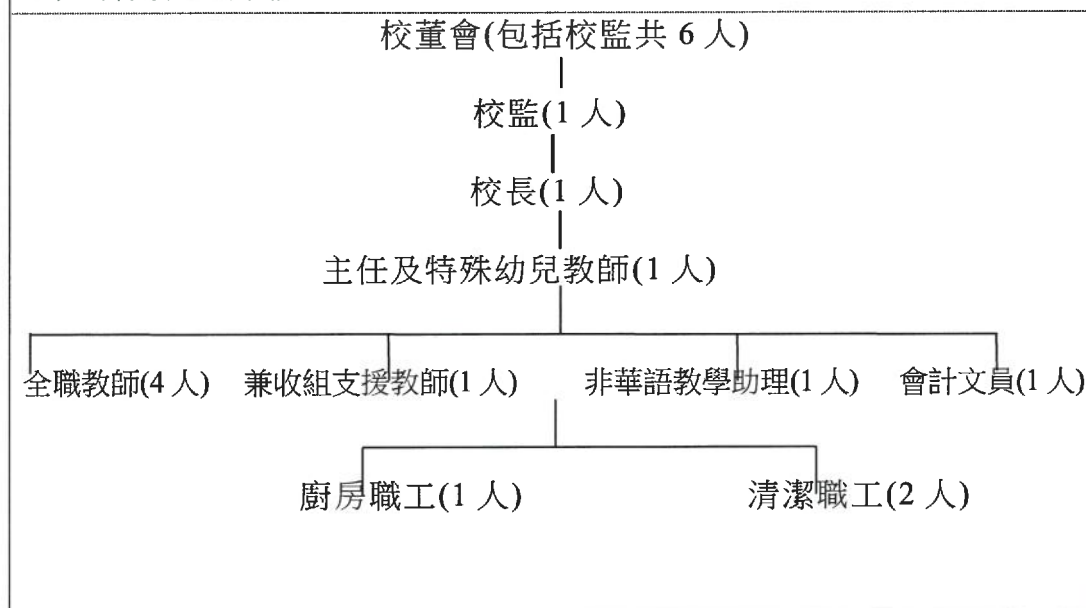 校董會(包括校監共 6 人)
校監(1 人)
校長(1 人)
主任及特殊幼兒教師(1 人)
全職教師(4 人) 兼收組支援教師(1 人) 非華語教學助理(1 人) 會計文員(1 人)
廚房職工(1 人) 清潔職工(2 人)